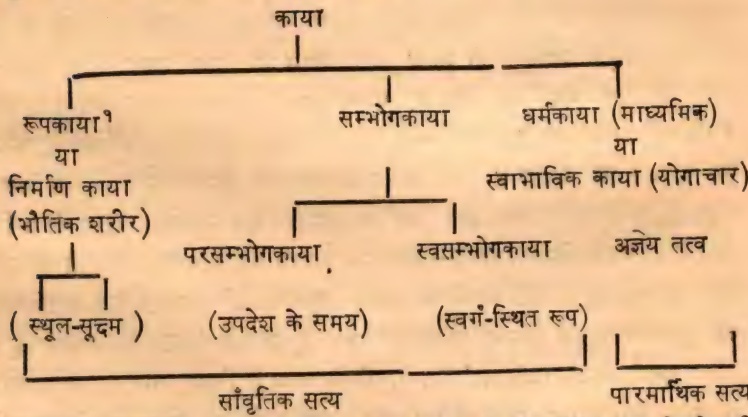 काया
रूपकाया१ सम्भोगकाया धर्मकाया (माध्यमिक)
या या
निर्माण काया स्वाभाविक काया (योगाचार)
(भौतिक शरीर)
परसम्भोगकाया स्वसम्भोगकाया अज्ञेय तत्व
( स्थूल-सूक्ष्म ) (उपदेश के समय) (स्वर्ग-स्थित रूप)
साँवृतिक सत्य पारमार्थिक सत्य